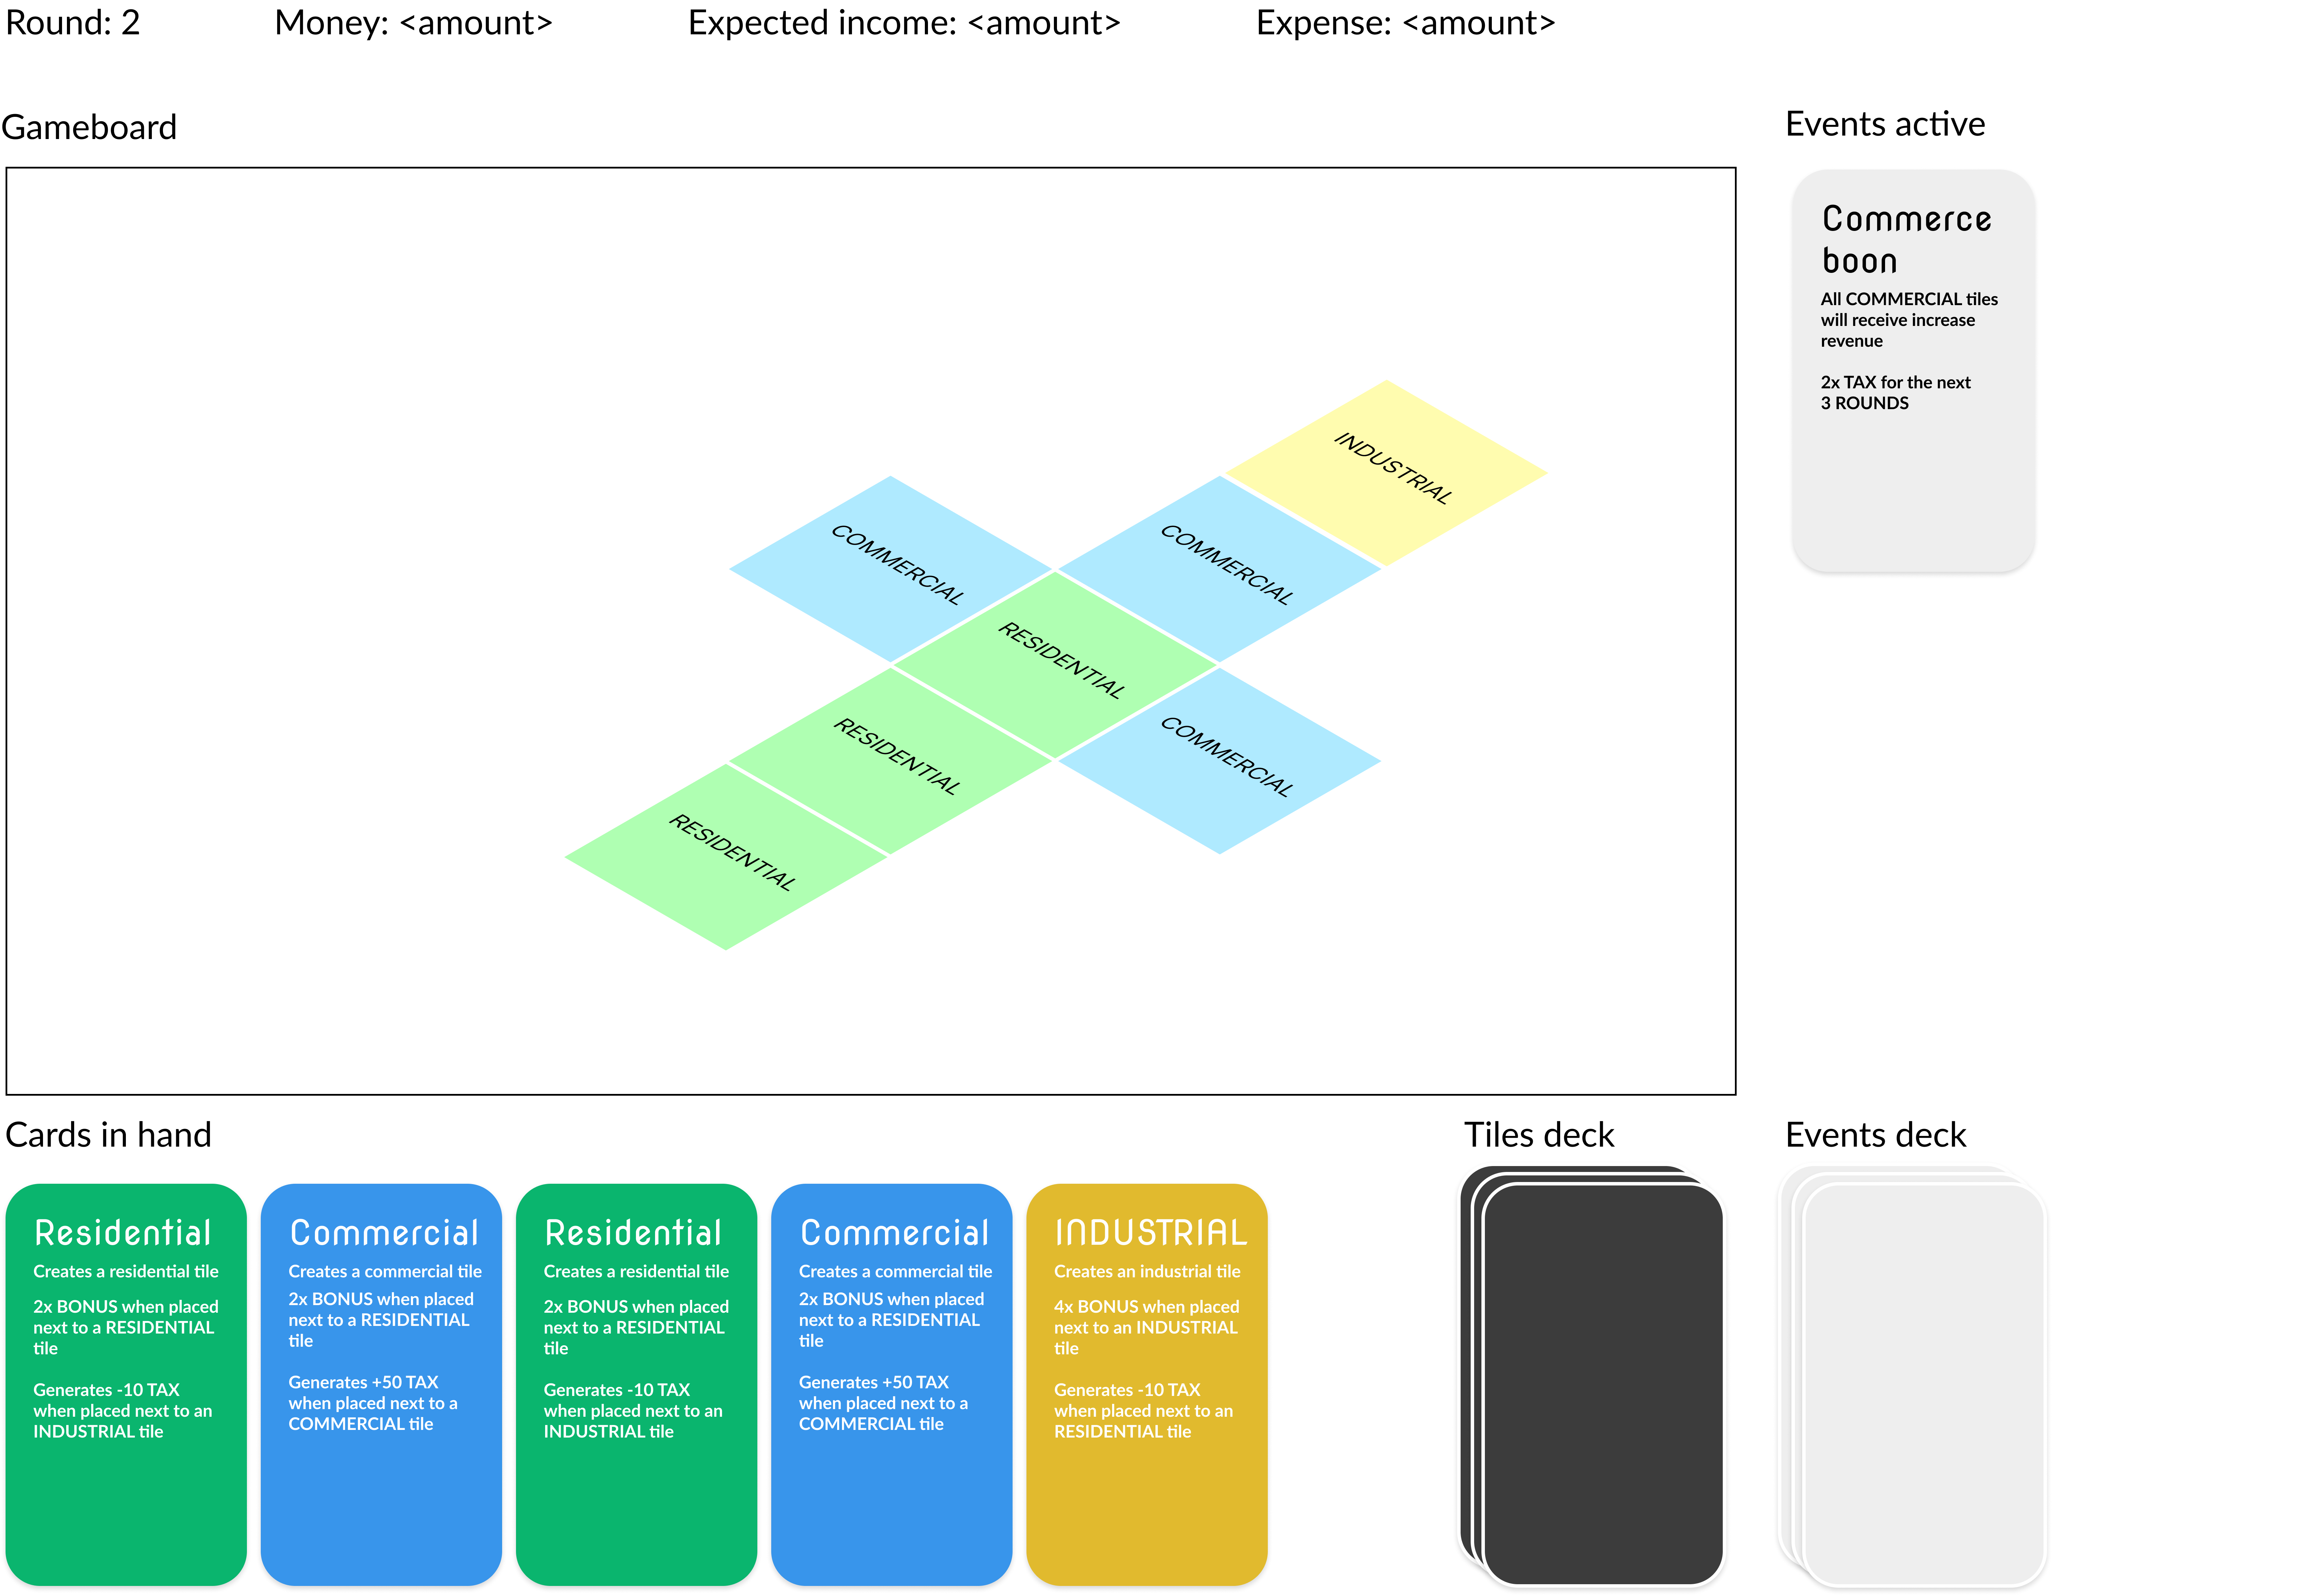 Round: 2
Money: <amount>
Expected income: <amount>
Expense: <amount>
Gameboard
Events active
Commerce
boon
All COMMERCIAL tiles
will receive increase
revenue
2x TAX for the next
3 ROUNDS
INDUSTRIAL
COMMERCIAL
COMMERCIAL
RESIDENTIAL
RESIDENTIAL
COMMERCIAL
RESIDENTIAL
Cards in hand
Tiles deck
Events deck
Residential
Creates a residential tile
2x BONUS when placed
next to a RESIDENTIAL
tile
Generates -10 TAX
when placed next to an
INDUSTRIAL tile
Commercial
Creates a commercial tile
2x BONUS when placed
next to a RESIDENTIAL
tile
Generates +50 TAX
when placed next to a
COMMERCIAL tile
Residential
Creates a residential tile
2x BONUS when placed
next to a RESIDENTIAL
tile
Generates -10 TAX
when placed next to an
INDUSTRIAL tile
Commercial
Creates a commercial tile
2x BONUS when placed
next to a RESIDENTIAL
tile
Generates +50 TAX
when placed next to a
COMMERCIAL tile
INDUSTRIAL
Creates an industrial tile
4x BONUS when placed
next to an INDUSTRIAL
tile
Generates -10 TAX
when placed next to an
RESIDENTIAL tile